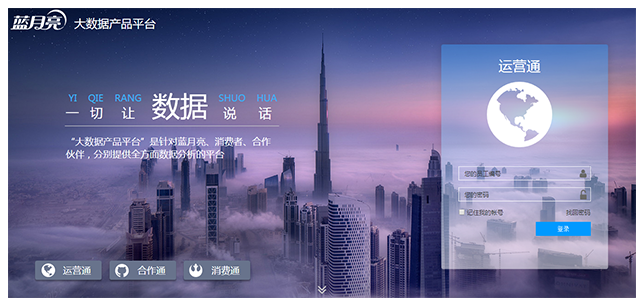 蓝月亮 大数据产品平台
YI QIE RANG SHUO HUA
一切让 数据 说话
“大数据产品平台”是针对蓝月亮、消费者、合作
伙伴，分别提供全方面数据分析的平台
运营通
您的员工编号
您的密码
记住我的帐号 找回密码
登录
运营通 合作通 消费通